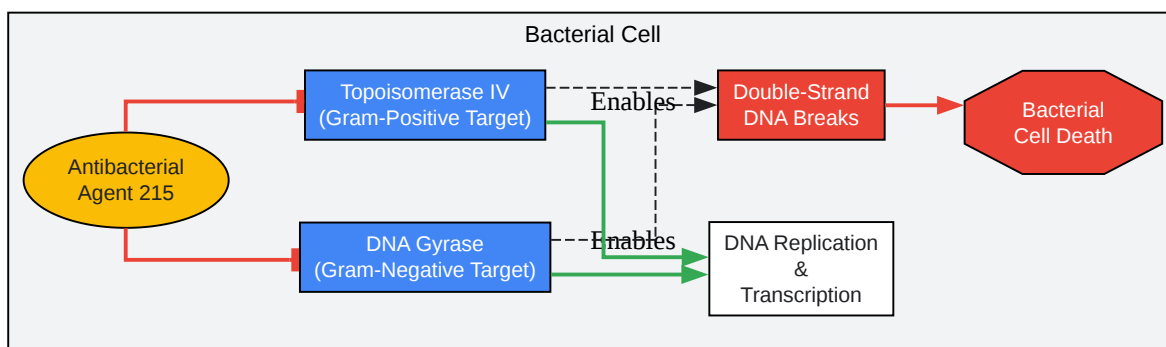 Bacterial Cell
Topoisomerase IV
(Gram-Positive Target)
Enables
Double-Strand
DNA Breaks
Bacterial
Cell Death
Antibacterial
Agent 215
DNA Gyrase
(Gram-Negative Target)
Enables
DNA Replication
&
Transcription